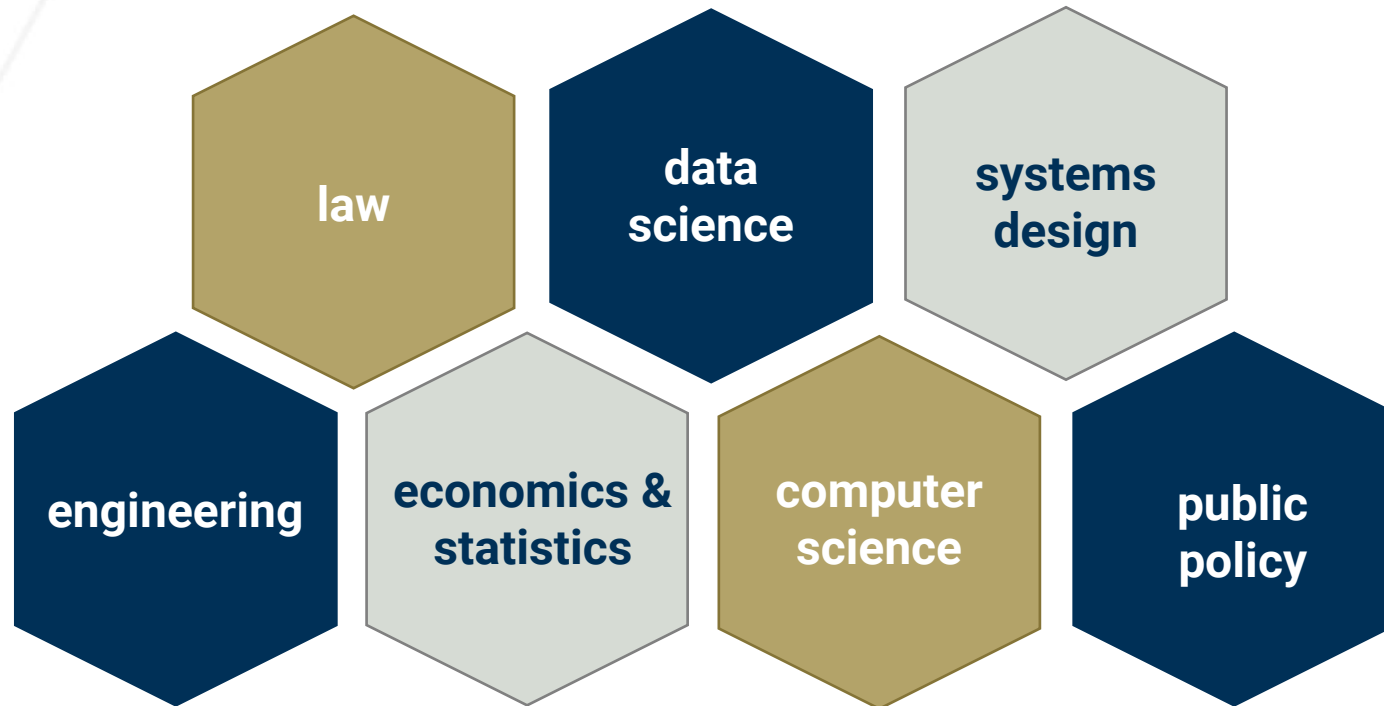 law
data
science
systems
design
engineering
economics &
statistics
computer
science
public
policy